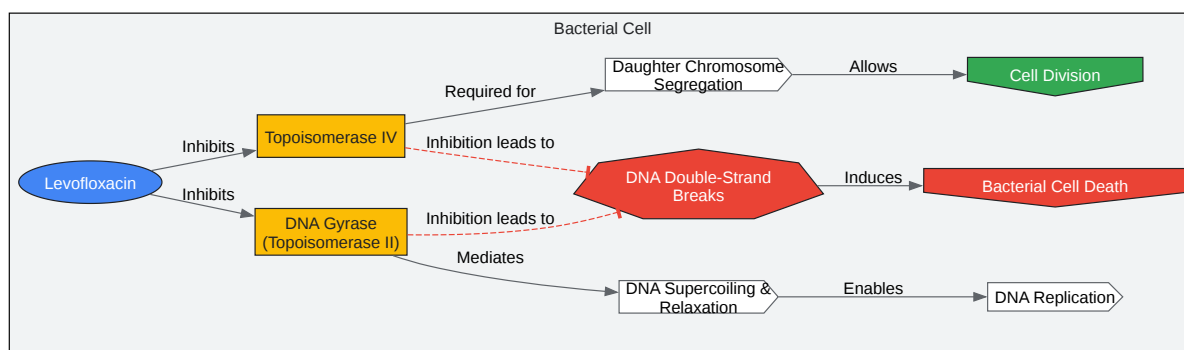 Bacterial Cell
Daughter Chromosome
Segregation
Allows
Cell Division
Required for
Topoisomerase IV
Inhibits
Inhibition leads to
Levofloxacin
DNA Double-Strand
Breaks
Induces
Bacterial Cell Death
Inhibits
DNA Gyrase
(Topoisomerase II)
Inhibition leads to
Mediates
DNA Supercoiling &
Relaxation
Enables
DNA Replication